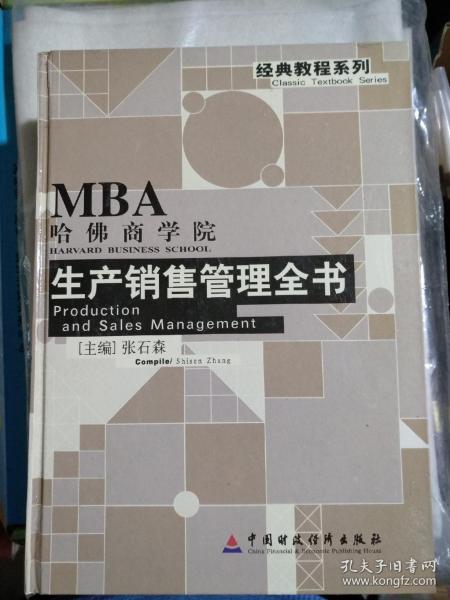 经典教程系列
Classic Textbook Series
MBA
哈佛商学院
HARVARD BUSINESS SCHOOL
生产销售管理全书
Production
and Sales Management
[主编]张石森
Compile/ Shisen Zhang
中国财政经济出版社
China Financial & Economic Publishing House
孔夫子旧书网
www.kongfz.com